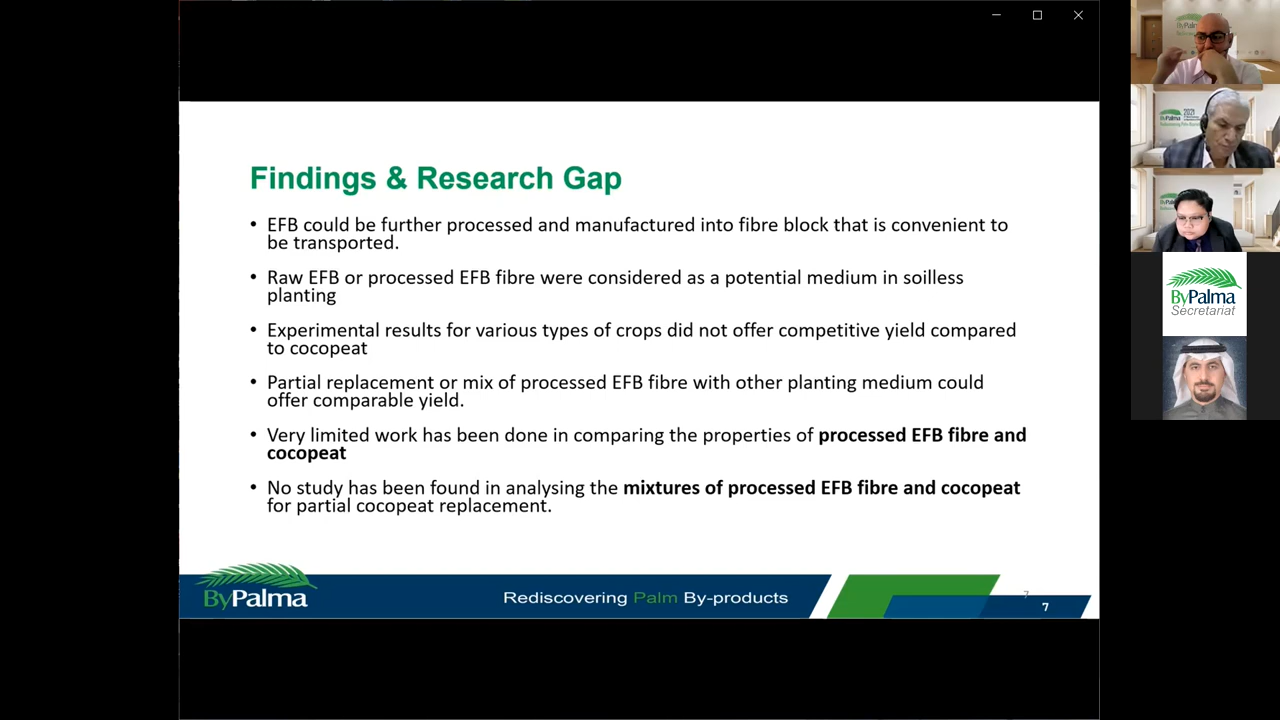 Findings & Research Gap
• EFB could be further processed and manufactured into fibre block that is convenient to
be transported.
• Raw EFB or processed EFB fibre were considered as a potential medium in soilless
planting
• Experimental results for various types of crops did not offer competitive yield compared
to cocopeat
• Partial replacement or mix of processed EFB fibre with other planting medium could
offer comparable yield.
• Very limited work has been done in comparing the properties of processed EFB fibre and
cocopeat
• No study has been found in analysing the mixtures of processed EFB fibre and cocopeat
for partial cocopeat replacement.
ByPalma
Rediscovering Palm By-products
7
7
ByPalma
2021
ByPalma
Secretariat